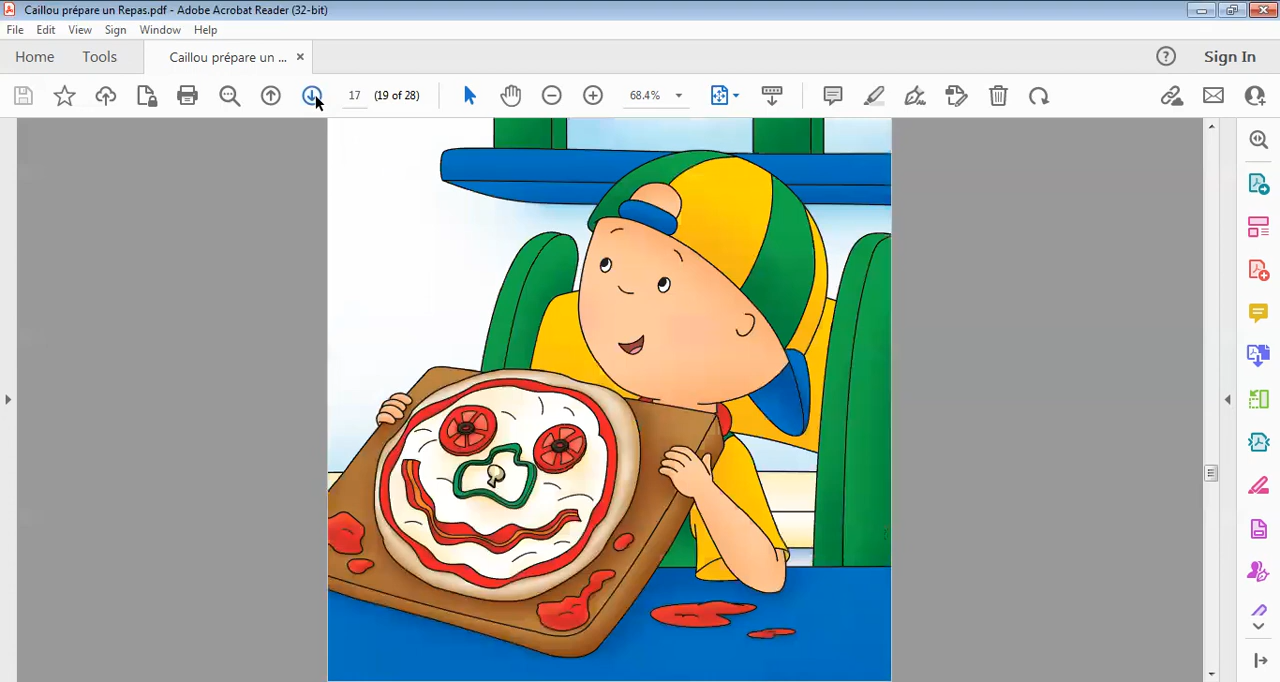 Caillou prépare un Repas.pdf - Adobe Acrobat Reader (32-bit)
File Edit View Sign Window Help
Home Tools Caillou prépare un ... × Sign In
17 (19 of 28) 68.4%